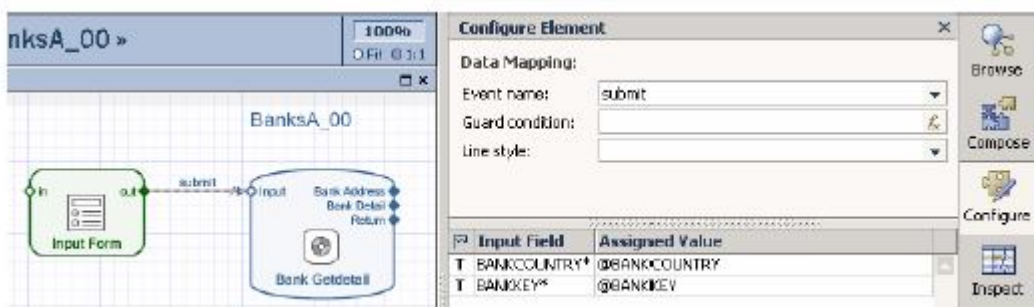 nksA_00 »
100%
Fit 1:1
BanksA_00
in
out
submit
Input
Bank Address
Bank Detail
Return
Input Form
Bank Getdetail
Configure Element
Data Mapping:
Event name: submit
Guard condition:
Line style:
Input Field Assigned Value
T BANKCOUNTRY* @BANKCOUNTRY
T BANKKEY* @BANKKEY
Browse
Compose
Configure
Inspect